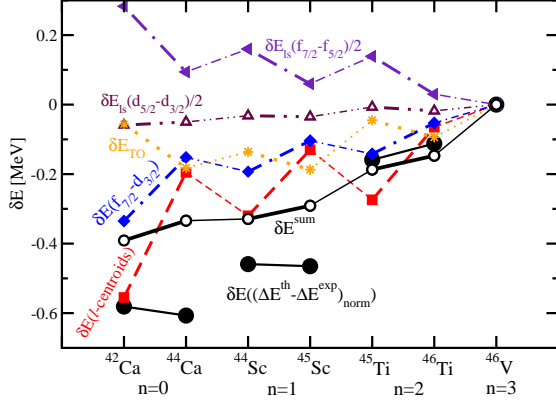 0.2
0
-0.2
-0.4
-0.6
δE [MeV]
δE_ls(f_7/2-f_5/2)/2
δE_ls(d_5/2-d_3/2)/2
δE_TO
δE(f_7/2-d_3/2)
δE^sum
δE(l-centroids)
δE((ΔE^th-ΔE^exp)_norm)
^42Ca ^44Ca ^44Sc ^45Sc ^45Ti ^46Ti ^46V
n=0 n=1 n=2 n=3